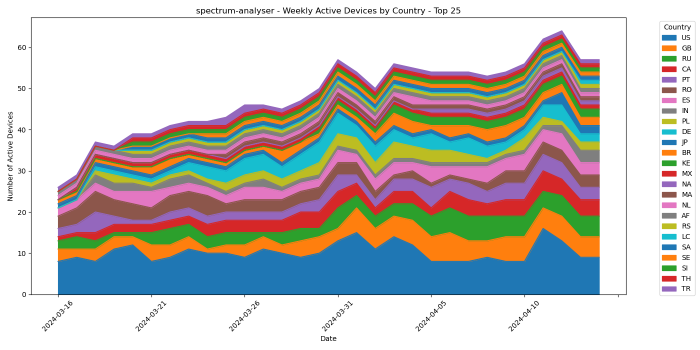 spectrum-analyser - Weekly Active Devices by Country - Top 25
Number of Active Devices
60
50
40
30
20
10
0
2024-03-16
2024-03-21
2024-03-26
2024-03-31
2024-04-05
2024-04-10
Date
Country
US
GB
RU
CA
PT
RO
ES
IN
PL
DE
JP
BR
KE
MX
NA
MA
NL
AF
RS
LC
SA
SE
SI
TH
TR